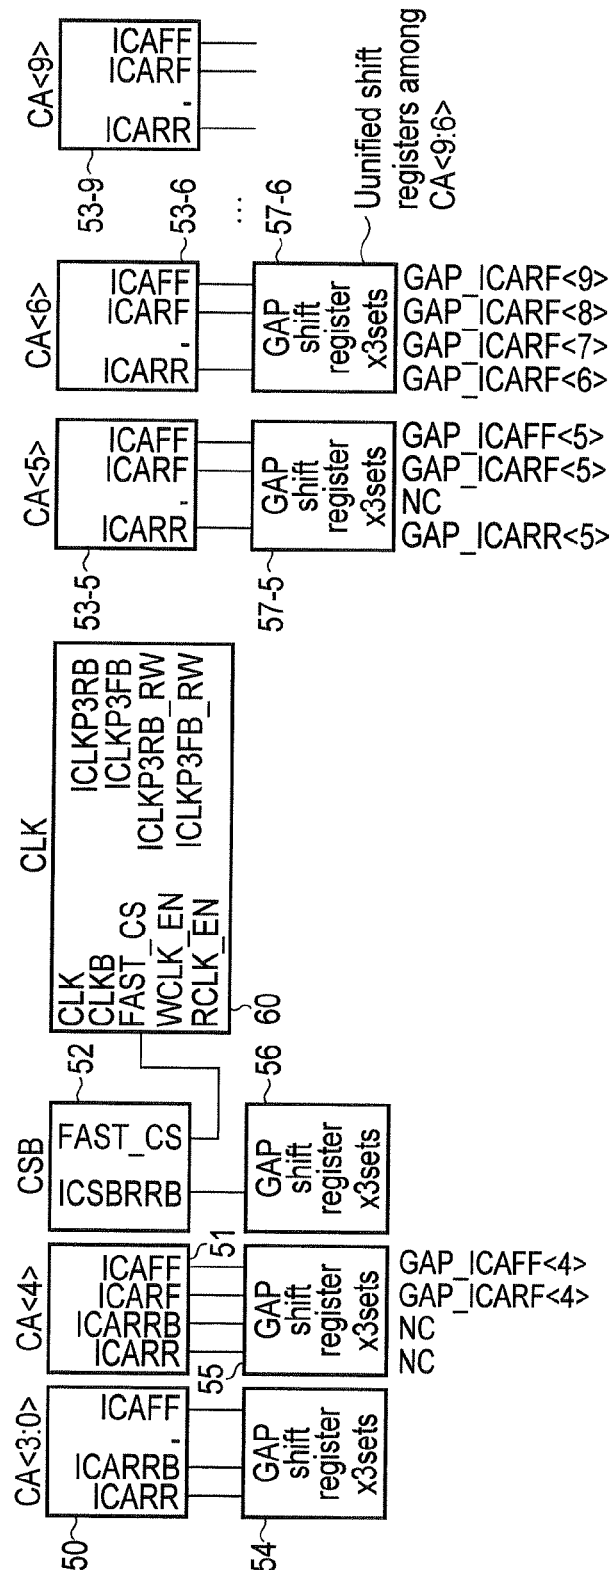 CA<3:0>
ICARR
ICARRB
-
ICAFF
50
GAP
shift
register
x3sets
54
CA<4>
ICARR
ICARRB
ICARF
ICAFF
51
55
GAP
shift
register
x3sets
NC
NC
GAP_ICARF<4>
GAP_ICAFF<4>
CSB
52
ICSBRRB
FAST_CS
56
GAP
shift
register
x3sets
CLK
CLK
CLKB
FAST_CS
WCLK_EN
RCLK_EN
ICLKP3RB
ICLKP3FB
ICLKP3RB_RW
ICLKP3FB_RW
60
CA<5>
ICARR
-
ICARF
ICAFF
53-5
57-5
GAP
shift
register
x3sets
GAP_ICARR<5>
NC
GAP_ICARF<5>
GAP_ICAFF<5>
CA<6>
ICARR
-
ICARF
ICAFF
53-6
57-6
GAP
shift
register
x3sets
GAP_ICARF<6>
GAP_ICARF<7>
GAP_ICARF<8>
GAP_ICARF<9>
...
CA<9>
ICARR
-
ICARF
ICAFF
53-9
Uunified shift
registers among
CA<9:6>